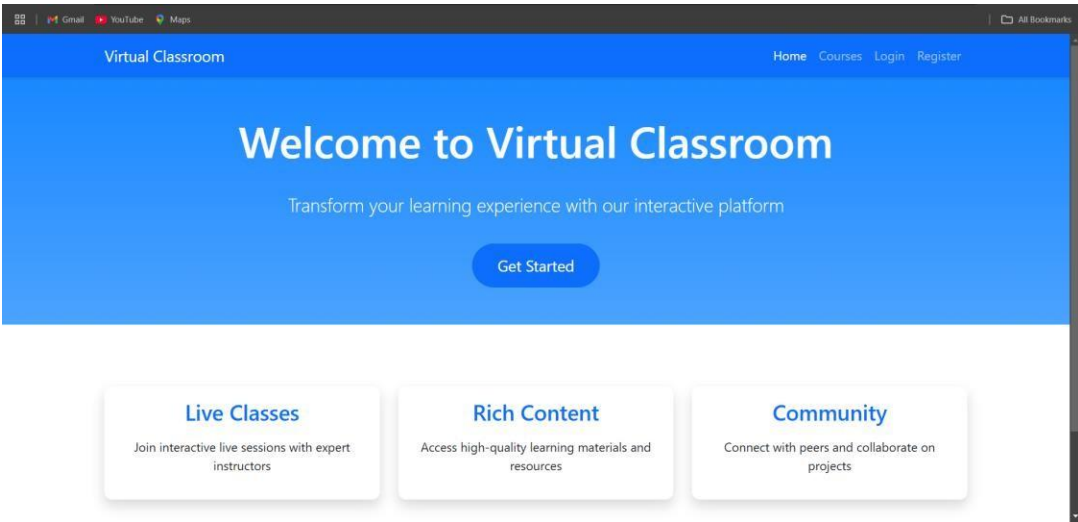 Gmail YouTube Maps All Bookmarks
Virtual Classroom Home Courses Login Register
Welcome to Virtual Classroom
Transform your learning experience with our interactive platform
Get Started
Live Classes
Join interactive live sessions with expert
instructors
Rich Content
Access high-quality learning materials and
resources
Community
Connect with peers and collaborate on
projects